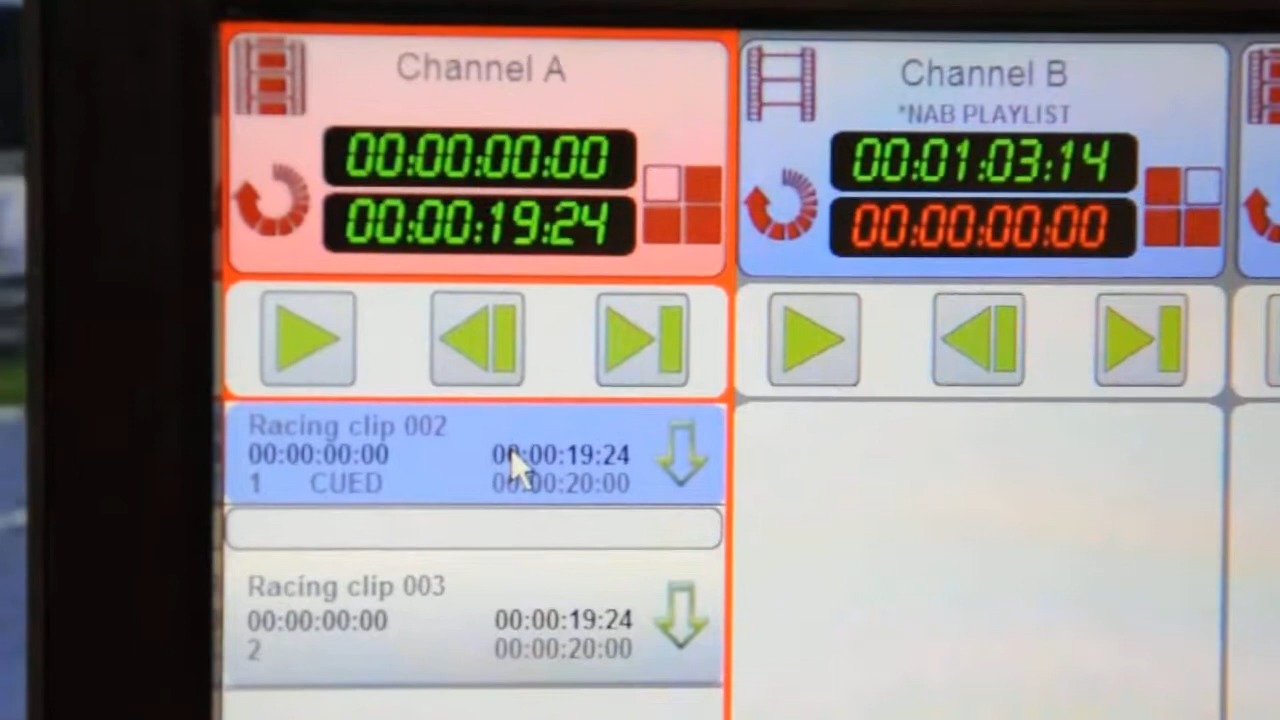 Channel A
00:00:00:00
00:00:19:24
Channel B
*NAB PLAYLIST
00:01:03:14
00:00:00:00
Racing clip 002
00:00:00:00 00:00:19:24
1 CUED 00:00:20:00
Racing clip 003
00:00:00:00 00:00:19:24
2 00:00:20:00